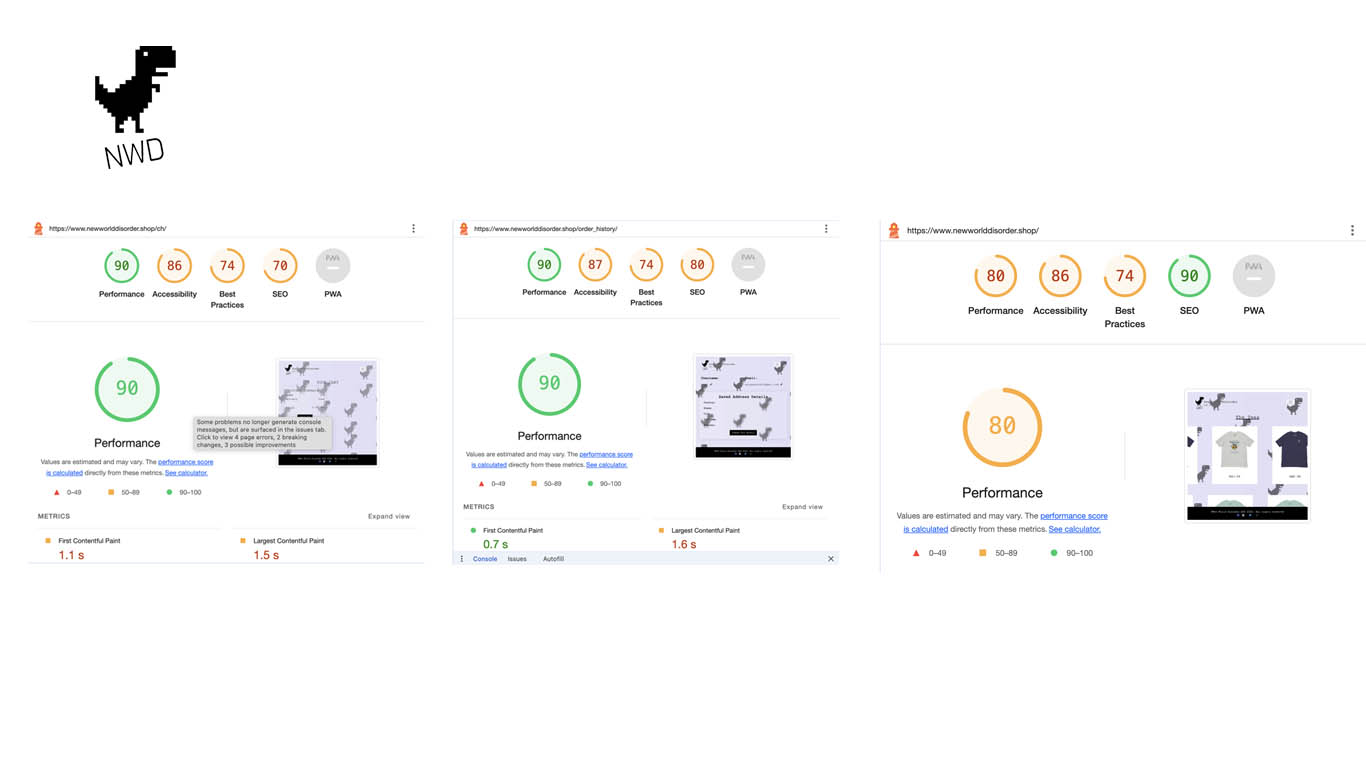 NWD
https://www.newworlddisorder.shop/ch/
90
86
74
70
PWA
Performance
Accessibility
Best
Practices
SEO
PWA
90
Some problems no longer generate console
messages, but are surfaced in the issues tab.
Click to view 4 page errors, 2 breaking
changes, 3 possible improvements
Performance
Values are estimated and may vary. The performance score
is calculated directly from these metrics. See calculator.
0–49
50–89
90–100
METRICS
Expand view
First Contentful Paint
1.1 s
Largest Contentful Paint
1.5 s
https://www.newworlddisorder.shop/order_history/
90
87
74
80
PWA
Performance
Accessibility
Best
Practices
SEO
PWA
90
Saved Address Details
Performance
Values are estimated and may vary. The performance score
is calculated directly from these metrics. See calculator.
0–49
50–89
90–100
METRICS
Expand view
First Contentful Paint
0.7 s
Largest Contentful Paint
1.6 s
Console Issues Autofill
https://www.newworlddisorder.shop/
80
86
74
90
PWA
Performance
Accessibility
Best
Practices
SEO
PWA
80
The Tees
Performance
Values are estimated and may vary. The performance score
is calculated directly from these metrics. See calculator.
0–49
50–89
90–100